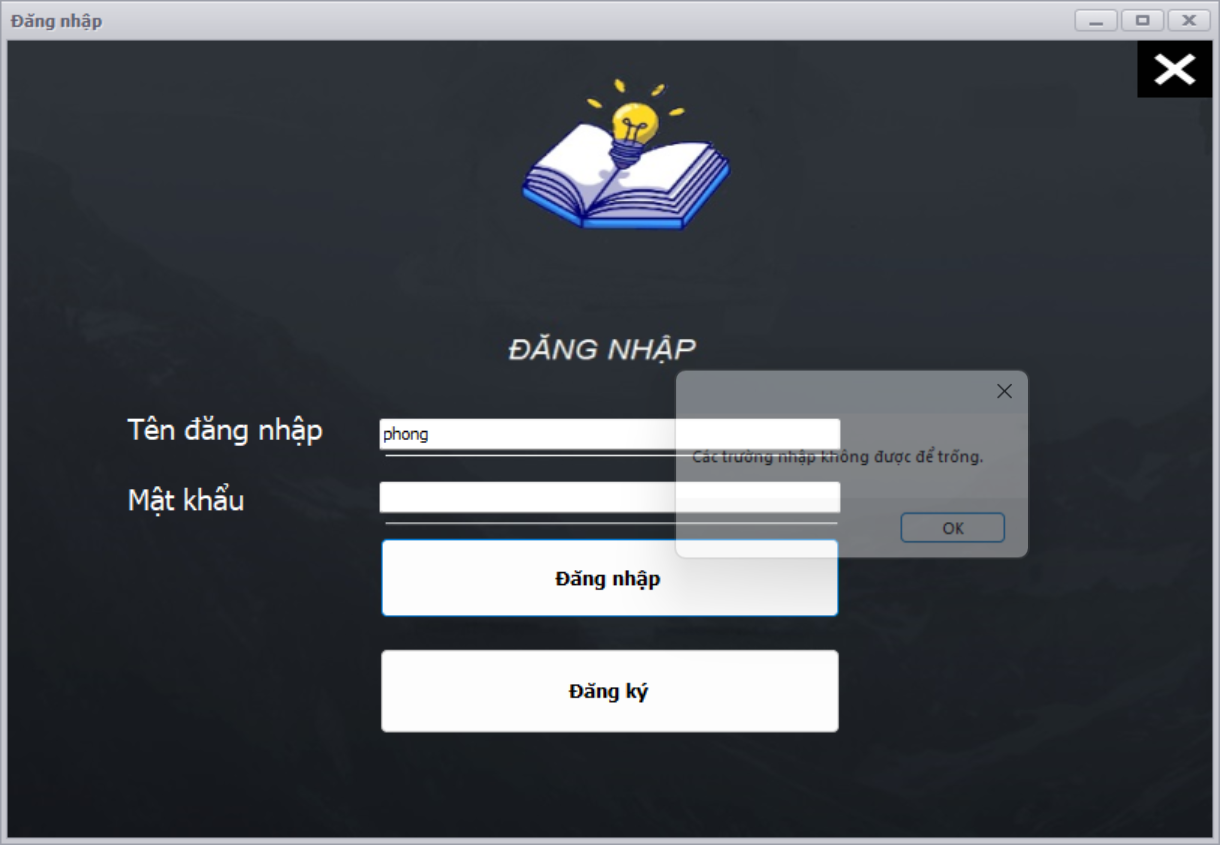 Đăng nhập
ĐĂNG NHẬP
Tên đăng nhập
phong
Các trường nhập không được để trống.
Mật khẩu
OK
Đăng nhập
Đăng ký